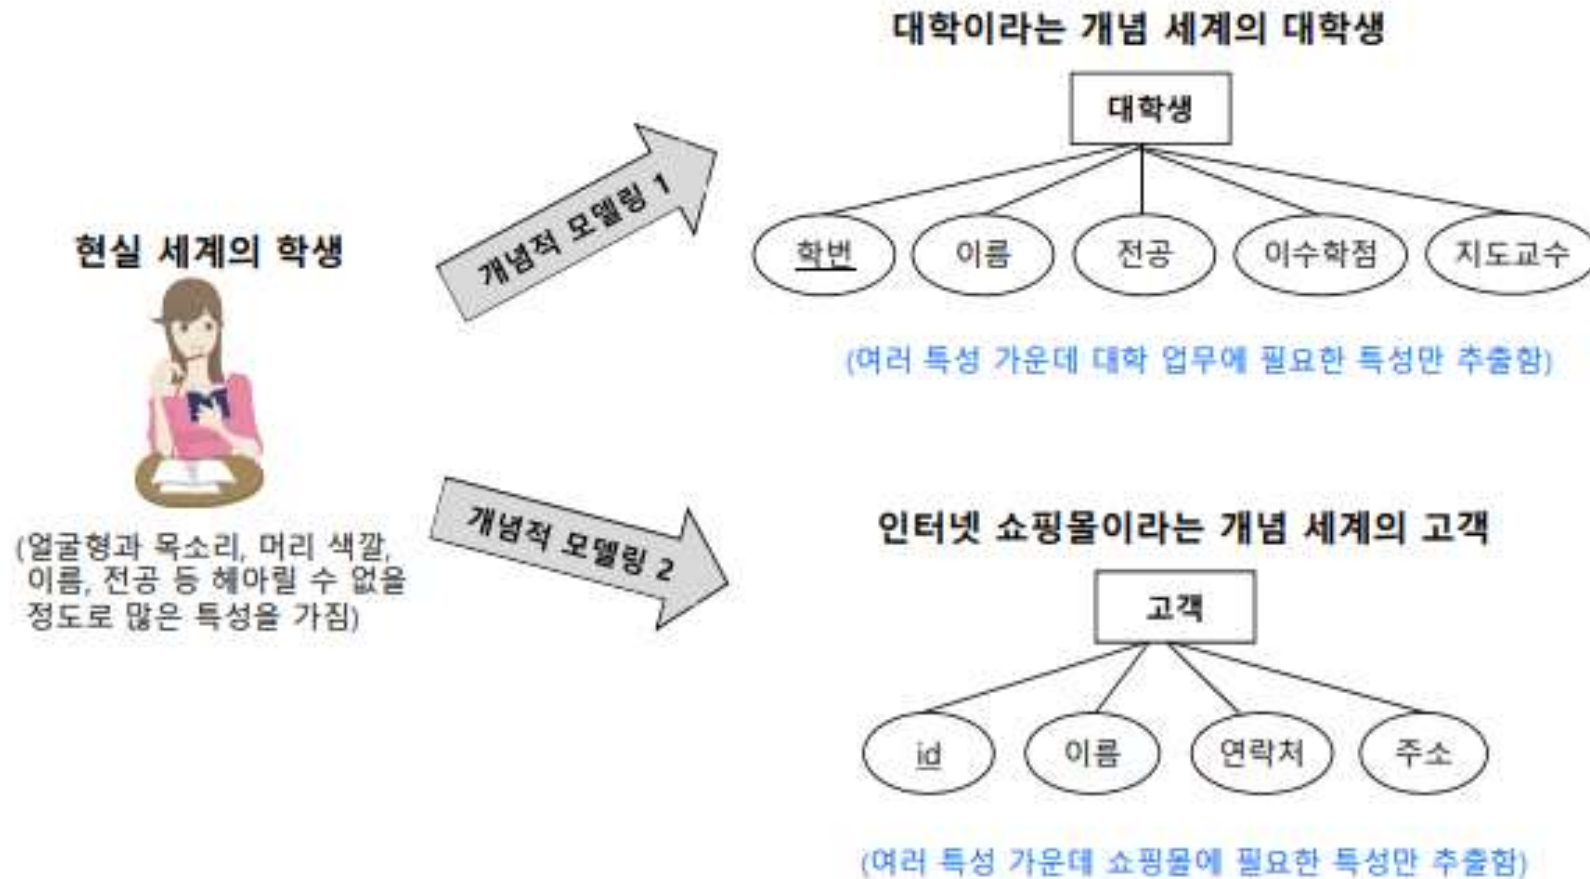 대학이라는 개념 세계의 대학생
대학생
학번 이름 전공 이수학점 지도교수
(여러 특성 가운데 대학 업무에 필요한 특성만 추출함)
개념적 모델링 1
현실 세계의 학생
(얼굴형과 목소리, 머리 색깔,
이름, 전공 등 헤아릴 수 없을
정도로 많은 특성을 가짐)
개념적 모델링 2
인터넷 쇼핑몰이라는 개념 세계의 고객
고객
id 이름 연락처 주소
(여러 특성 가운데 쇼핑몰에 필요한 특성만 추출함)